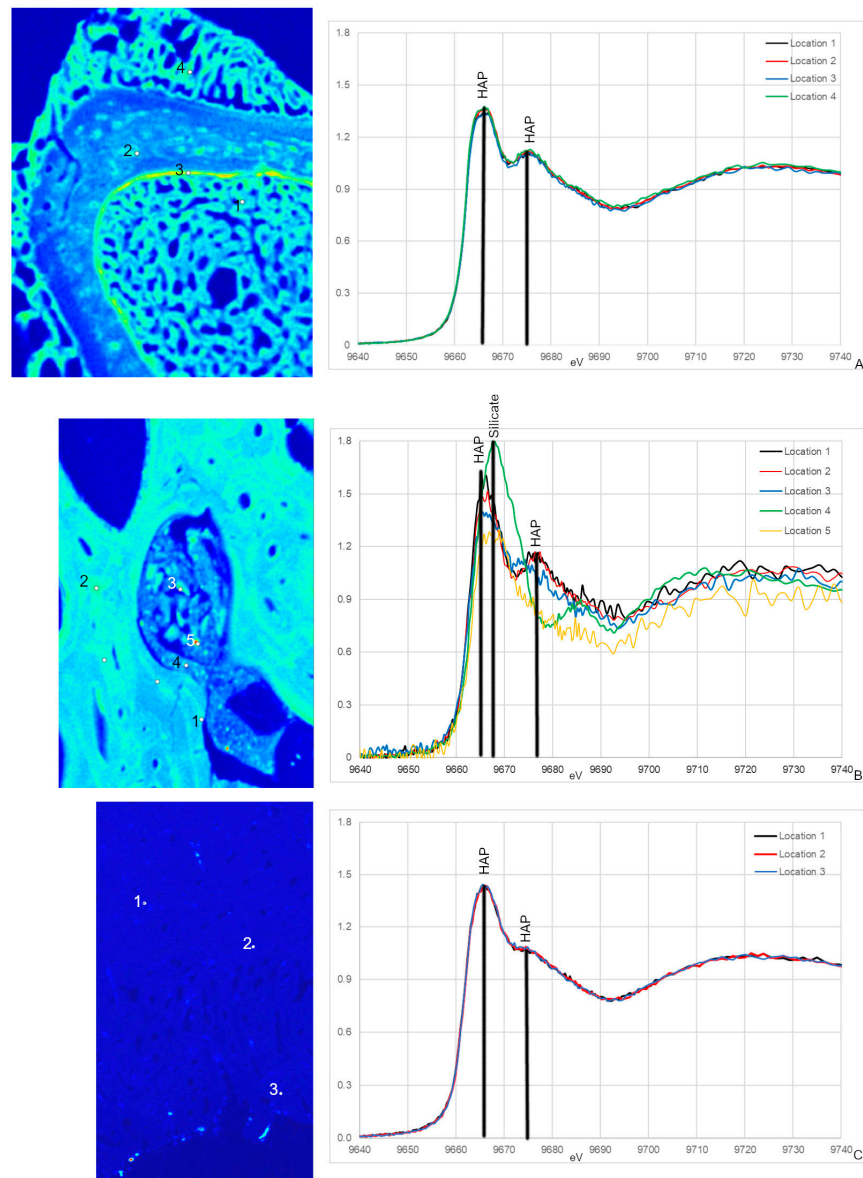 4
2
3
1
HAP
HAP
Location 1
Location 2
Location 3
Location 4
1.8
1.5
1.2
0.9
0.6
0.3
0
9640
9650
9660
9670
9680
9690
9700
9710
9720
9730
9740
eV
A
2
3
5
4
1
HAP
Silicate
HAP
Location 1
Location 2
Location 3
Location 4
Location 5
1.8
1.5
1.2
0.9
0.6
0.3
0
9640
9650
9660
9670
9680
9690
9700
9710
9720
9730
9740
eV
B
1
2
3
HAP
HAP
Location 1
Location 2
Location 3
1.8
1.5
1.2
0.9
0.6
0.3
0.0
9640
9650
9660
9670
9680
9690
9700
9710
9720
9730
9740
eV
C